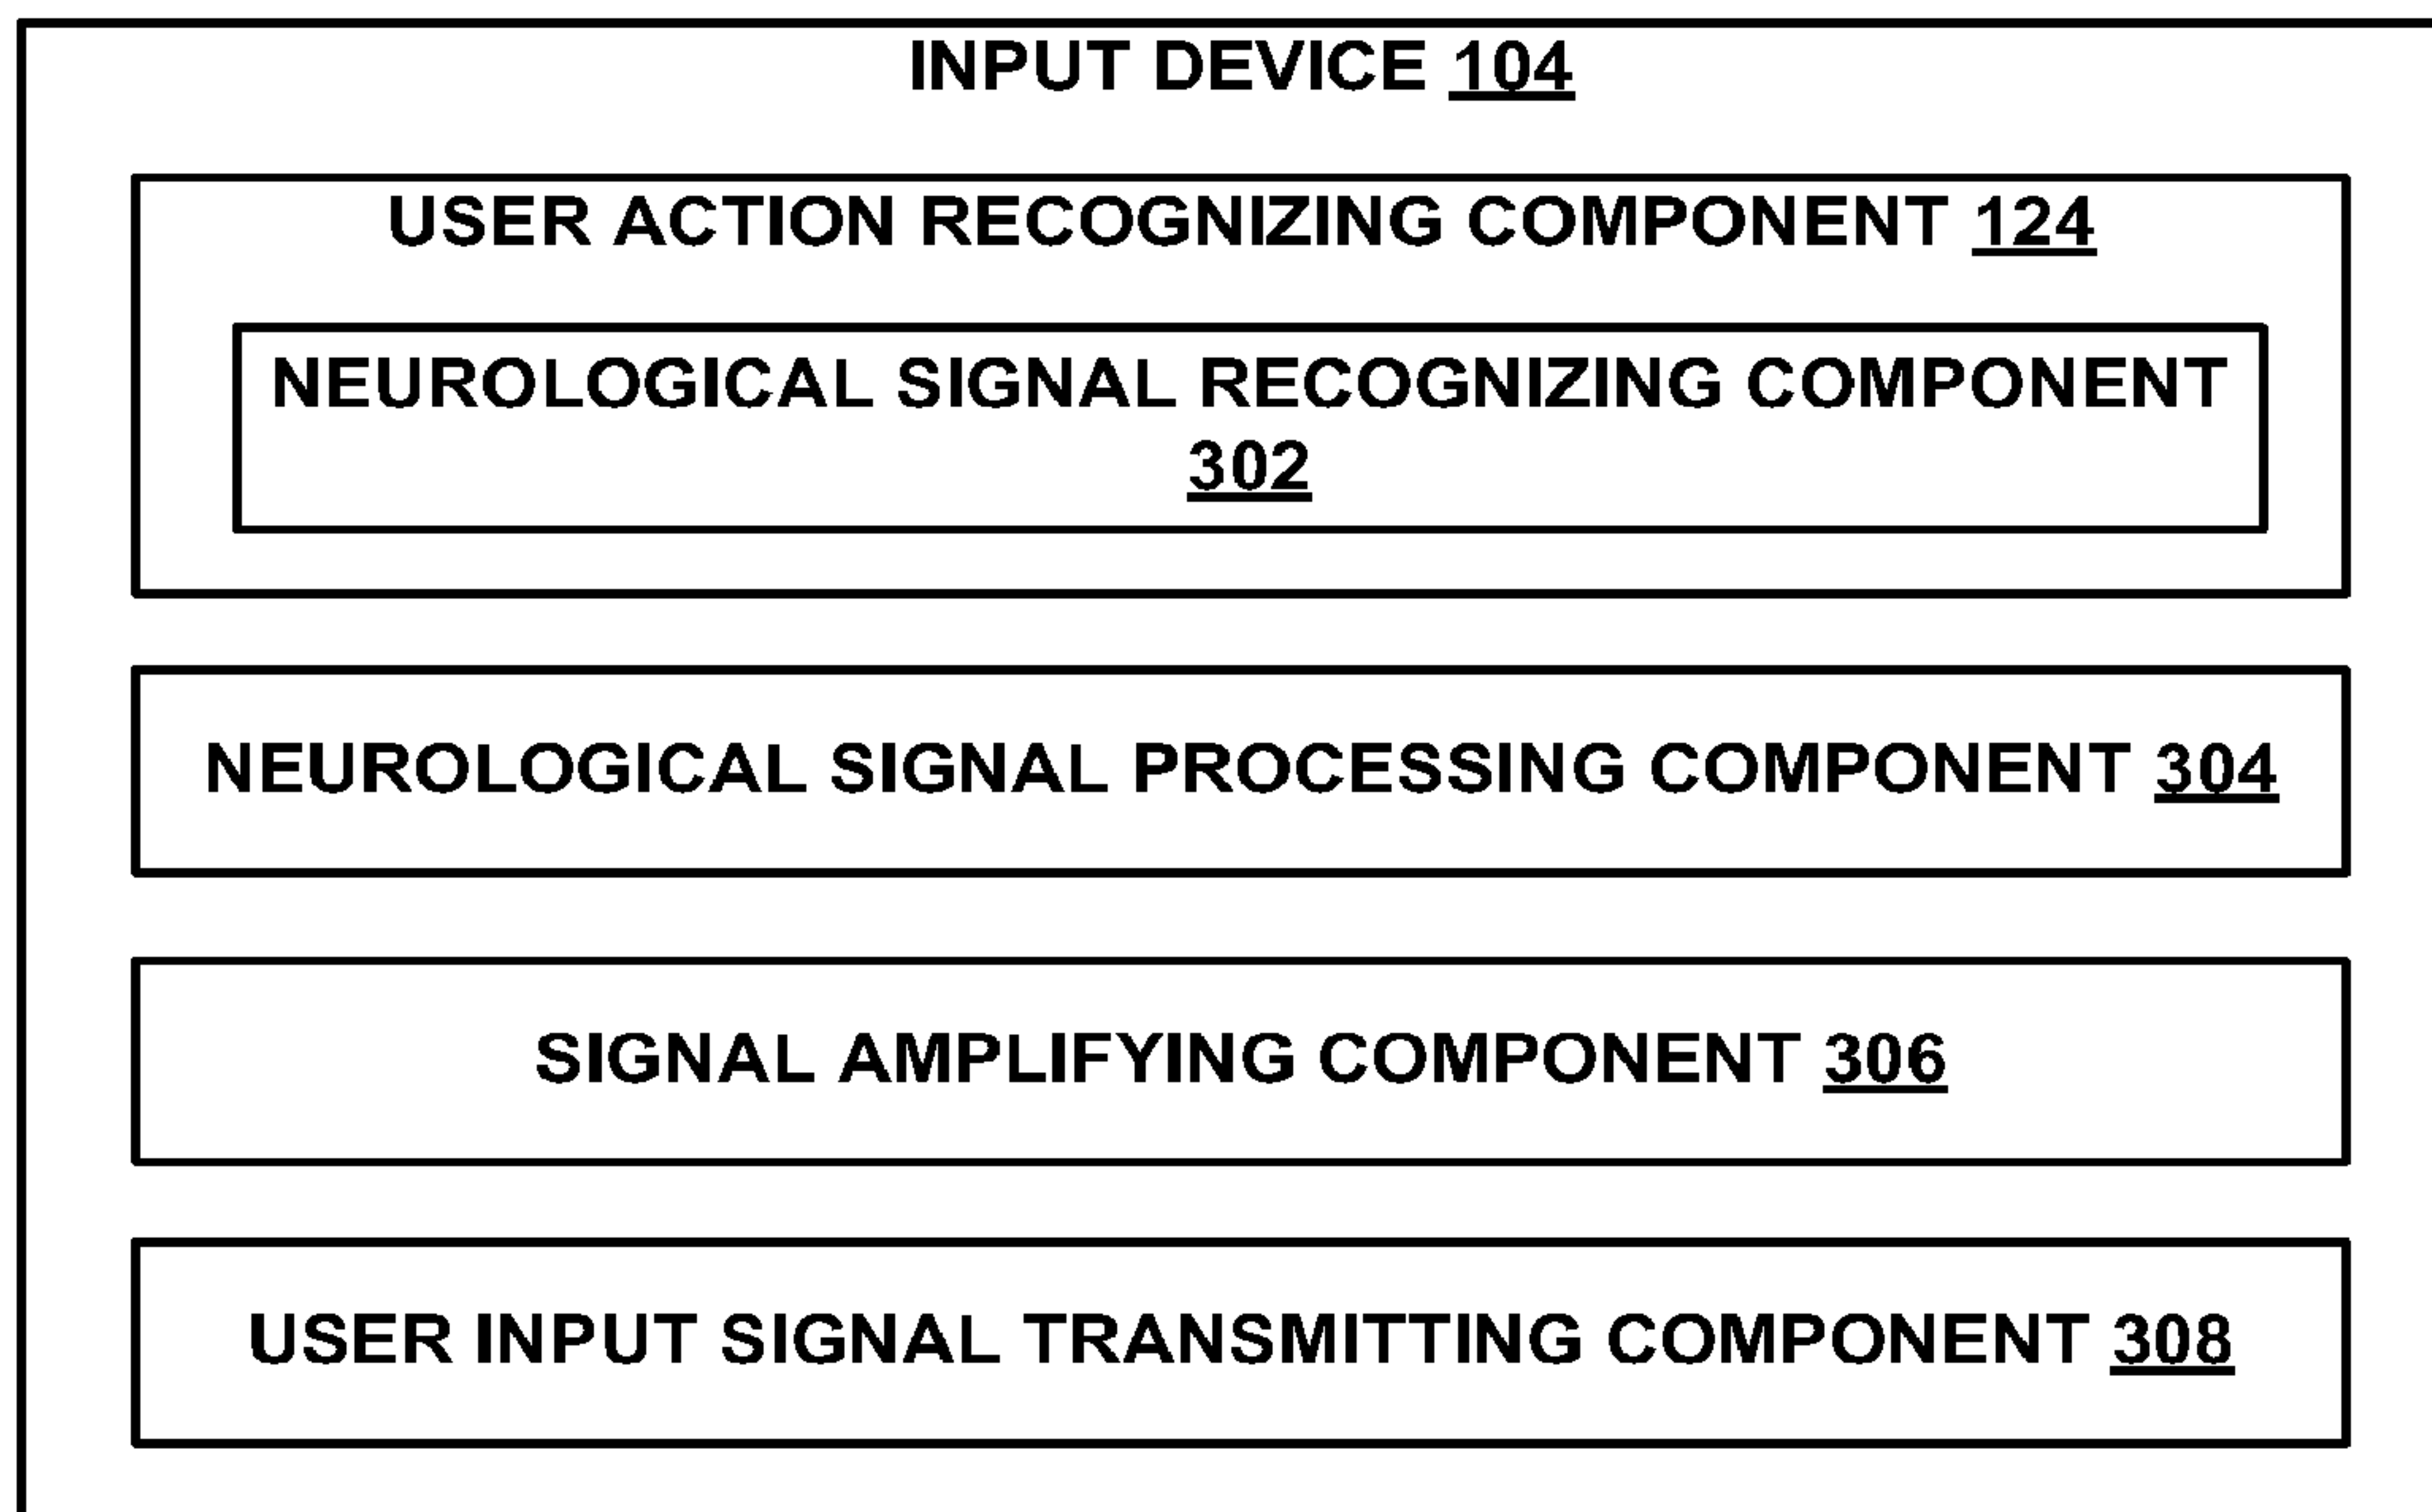 INPUT DEVICE 104
USER ACTION RECOGNIZING COMPONENT 124
NEUROLOGICAL SIGNAL RECOGNIZING COMPONENT
302
NEUROLOGICAL SIGNAL PROCESSING COMPONENT 304
SIGNAL AMPLIFYING COMPONENT 306
USER INPUT SIGNAL TRANSMITTING COMPONENT 308